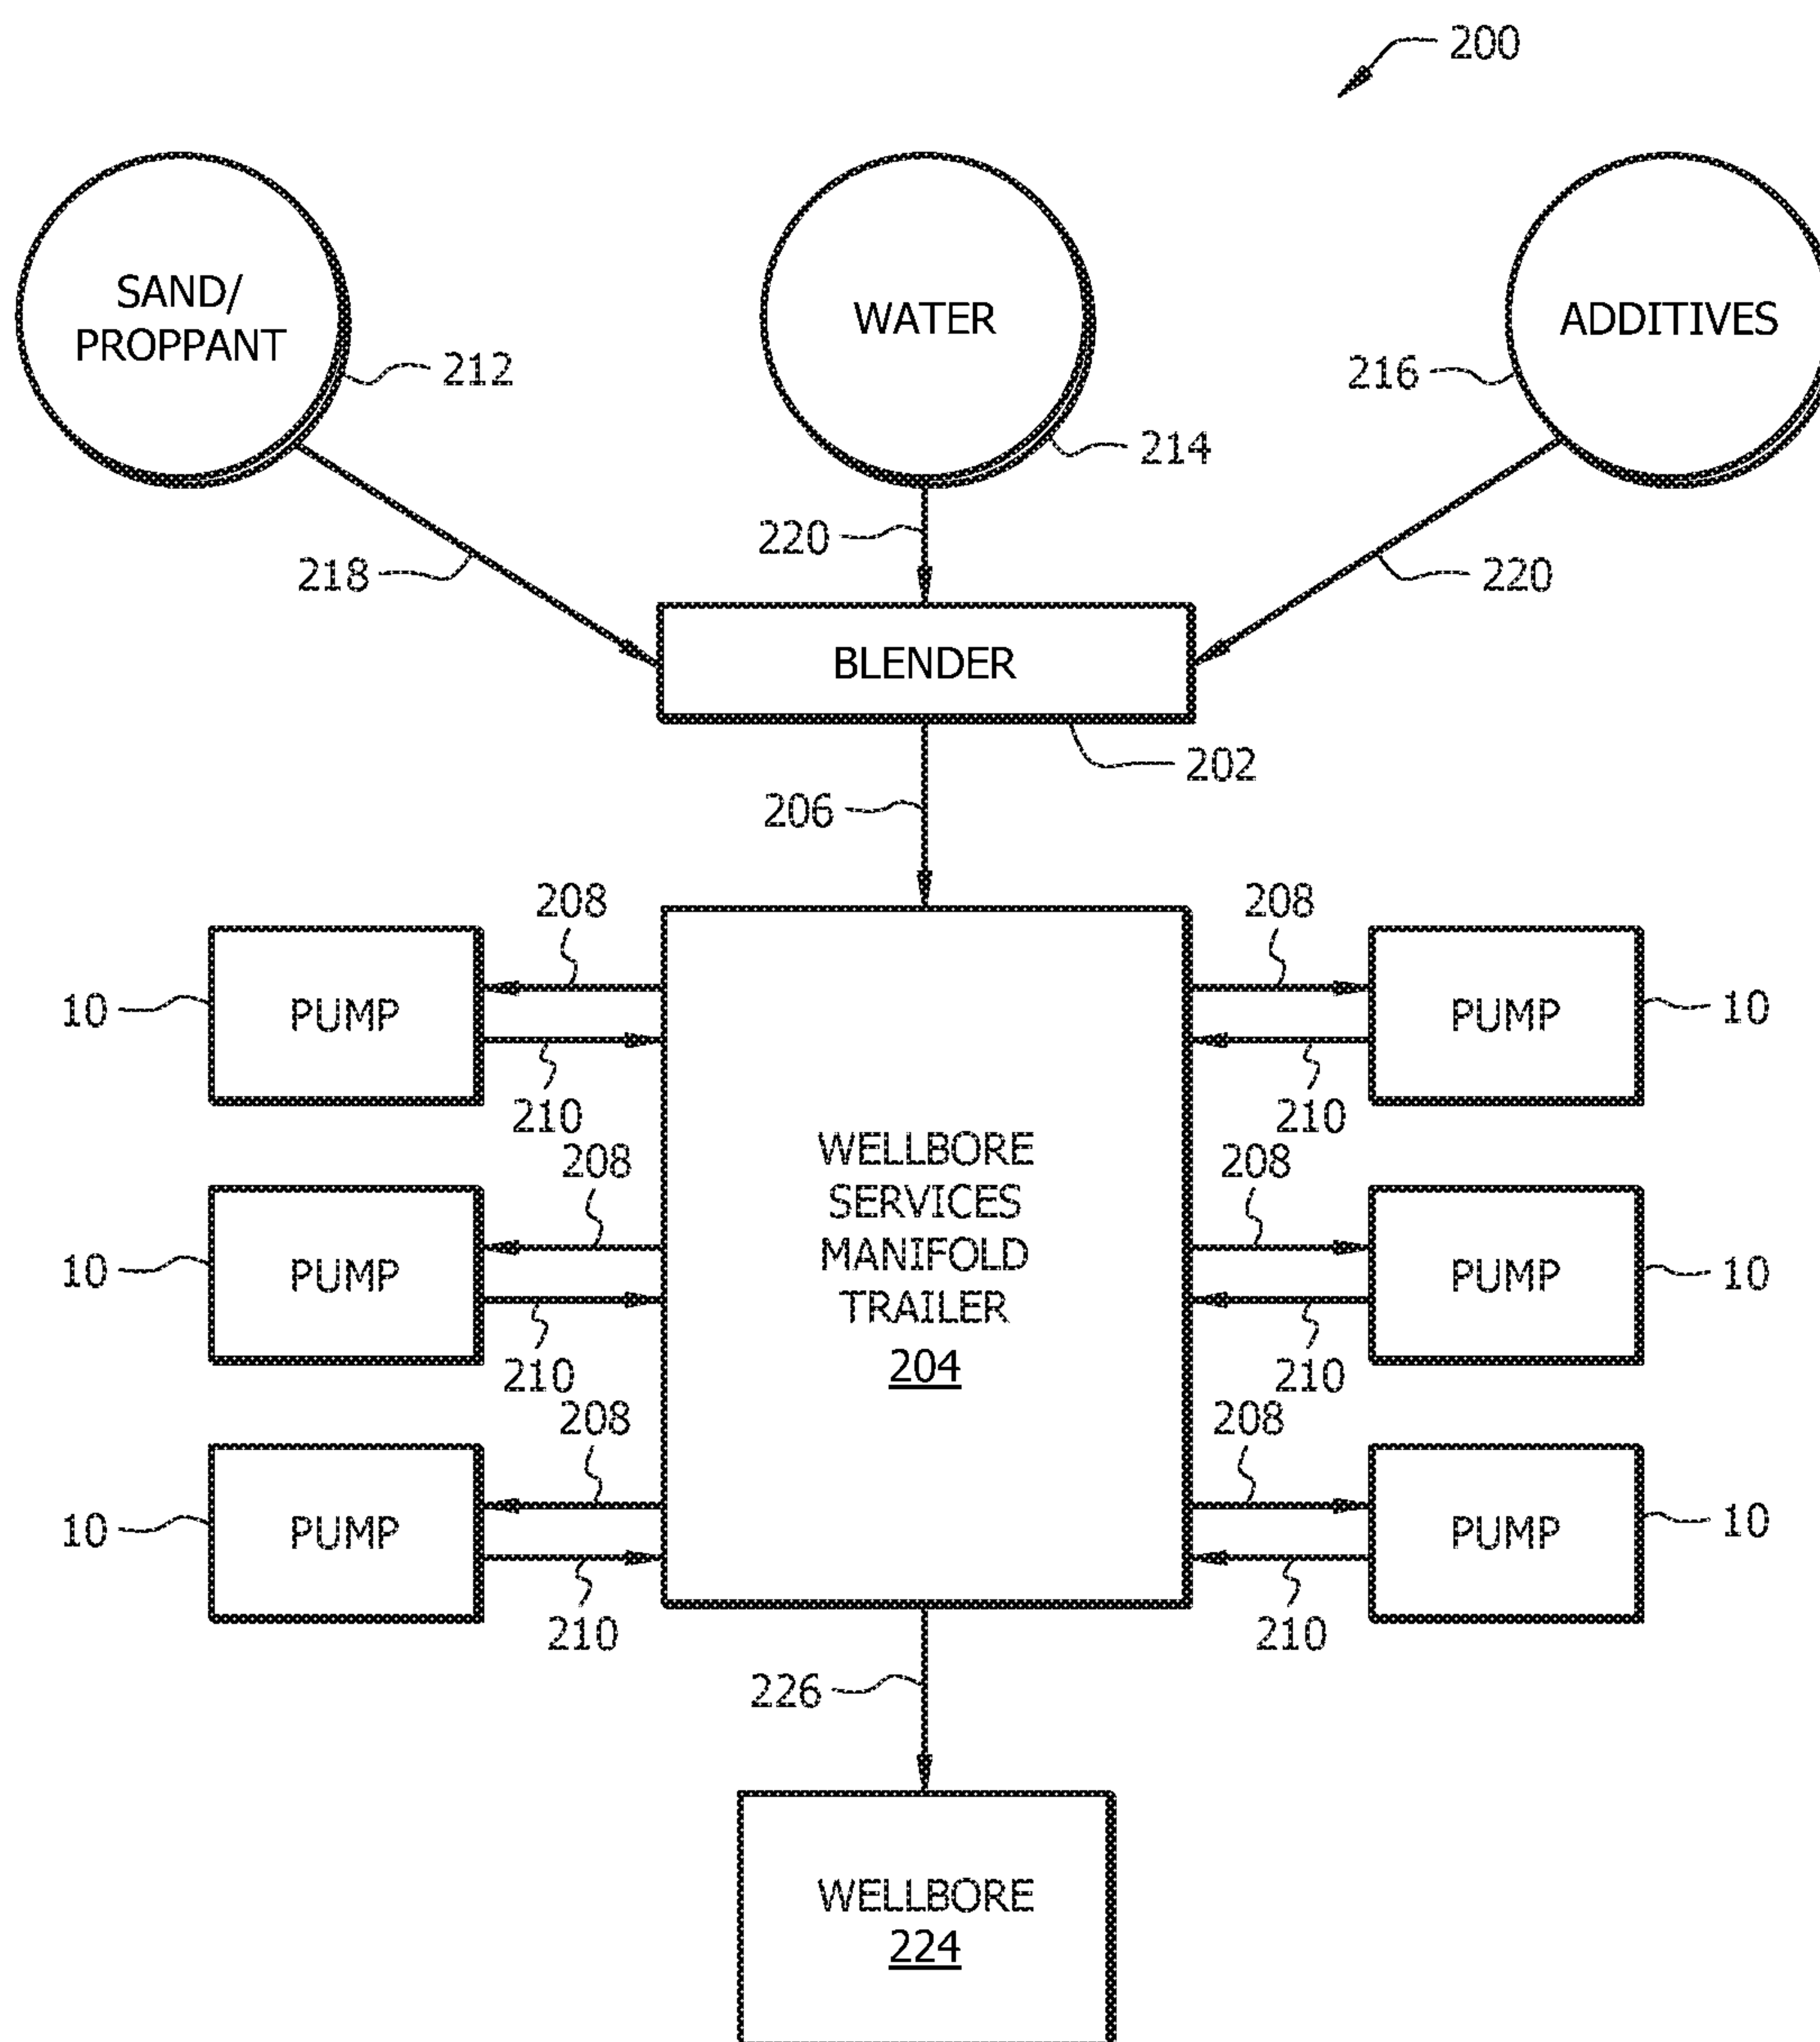 200
SAND/
PROPPANT
WATER
ADDITIVES
212
216
214
220
218
220
BLENDER
202
206
208
208
10
PUMP
PUMP
10
210
210
WELLBORE
SERVICES
MANIFOLD
TRAILER
204
208
208
10
PUMP
PUMP
10
210
210
208
208
10
PUMP
PUMP
10
210
210
226
WELLBORE
224